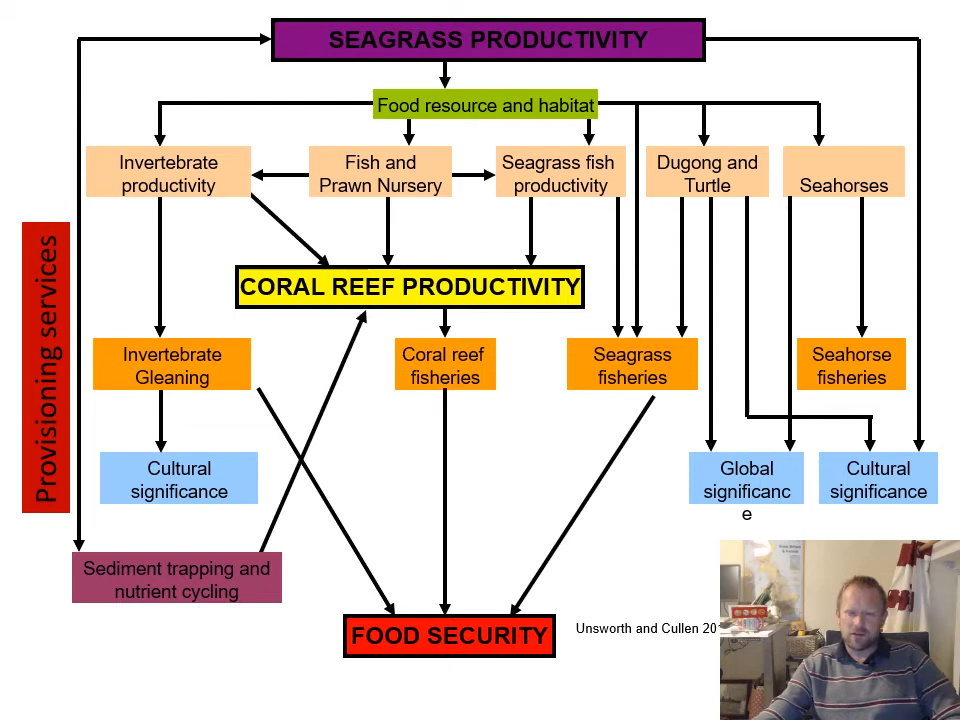 SEAGRASS PRODUCTIVITY
Food resource and habitat
Invertebrate
productivity
Fish and
Prawn Nursery
Seagrass fish
productivity
Dugong and
Turtle
Seahorses
Provisioning services
CORAL REEF PRODUCTIVITY
Invertebrate
Gleaning
Coral reef
fisheries
Seagrass
fisheries
Seahorse
fisheries
Cultural
significance
Global
significanc
e
Cultural
significance
Sediment trapping and
nutrient cycling
FOOD SECURITY
Unsworth and Cullen 20